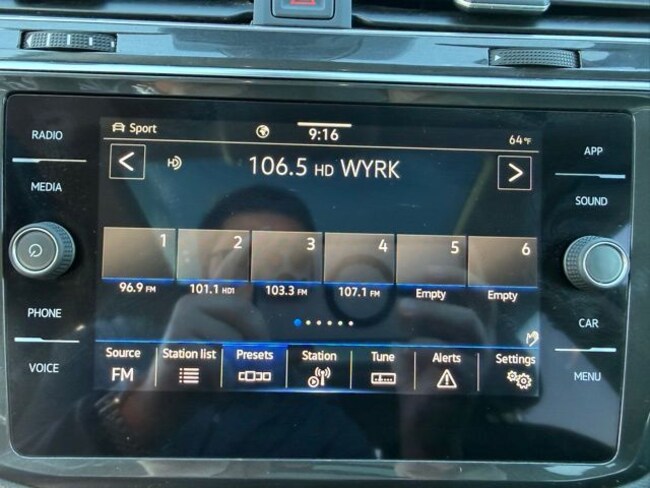 Sport 9:16 64°F
RADIO
APP
106.5 HD WYRK
MEDIA
SOUND
1 2 3 4 5 6
96.9 FM 101.1 HD1 103.3 FM 107.1 FM Empty Empty
PHONE
CAR
Source Station list Presets Station Tune Alerts Settings
FM
VOICE
MENU